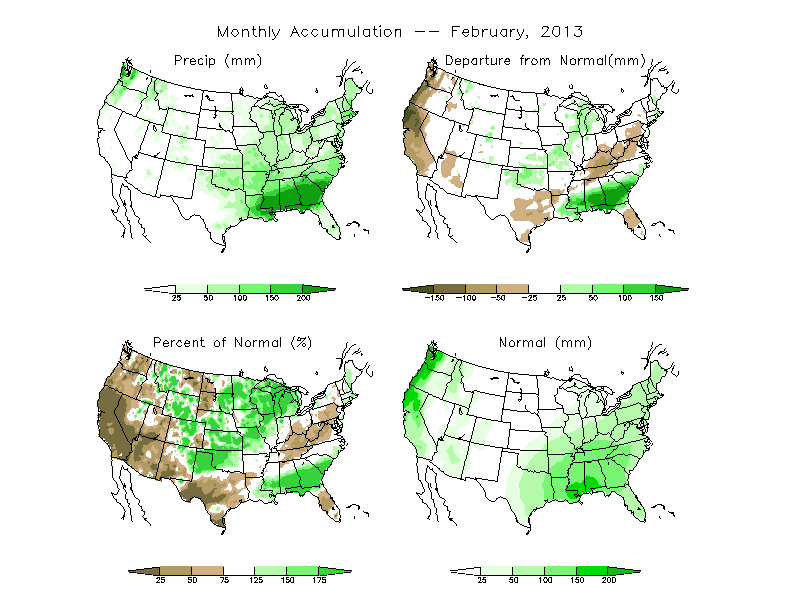 Monthly Accumulation -- February, 2013
Precip (mm)
Departure from Normal(mm)
25 50 100 150 200
-150 -100 -50 -25 25 50 100 150
Percent of Normal (%)
Normal (mm)
25 50 75 125 150 175
25 50 100 150 200